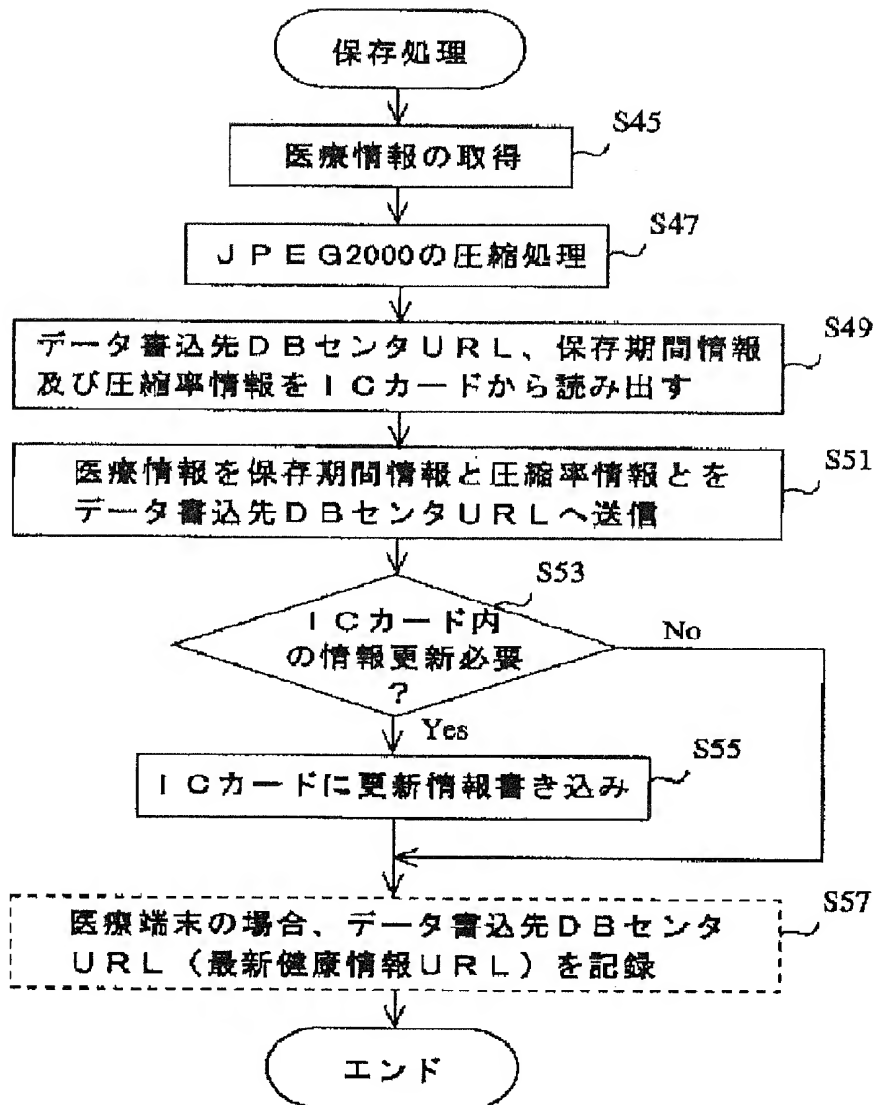 保存処理
S45
医療情報の取得
S47
ＪＰＥＧ2000の圧縮処理
S49
データ書込先ＤＢセンタＵＲＬ、保存期間情報
及び圧縮率情報をＩＣカードから読み出す
S51
医療情報を保存期間情報と圧縮率情報とを
データ書込先ＤＢセンタＵＲＬへ送信
S53
ＩＣカード内
の情報更新必要
？
No
Yes
S55
ＩＣカードに更新情報書き込み
S57
医療端末の場合、データ書込先ＤＢセンタ
ＵＲＬ（最新健康情報ＵＲＬ）を記録
エンド